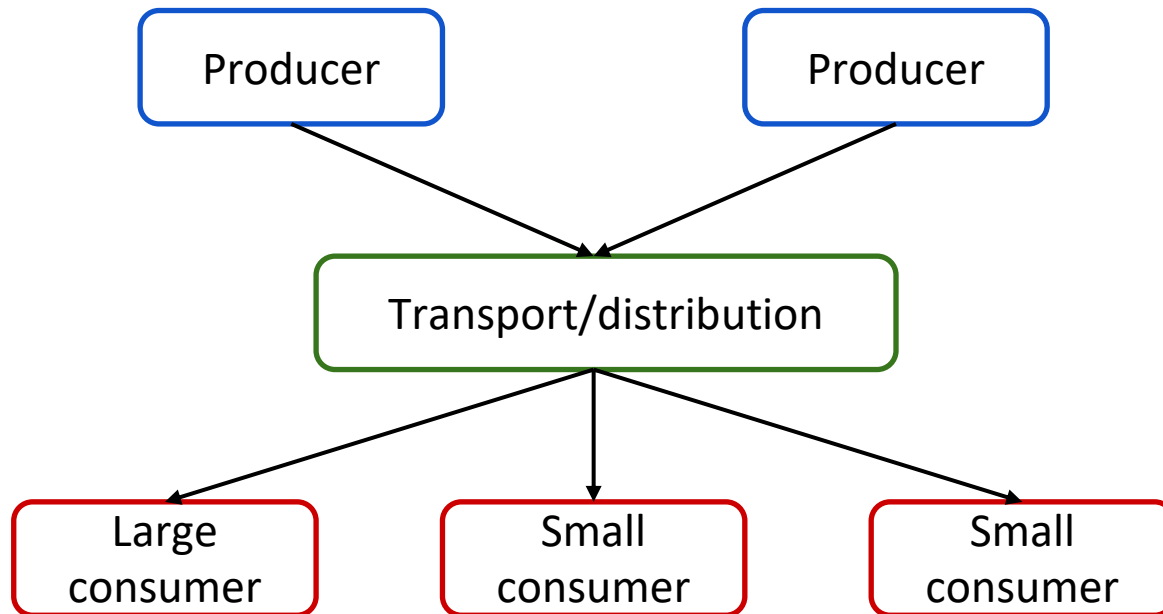 Producer
Producer
Transport/distribution
Large
consumer
Small
consumer
Small
consumer